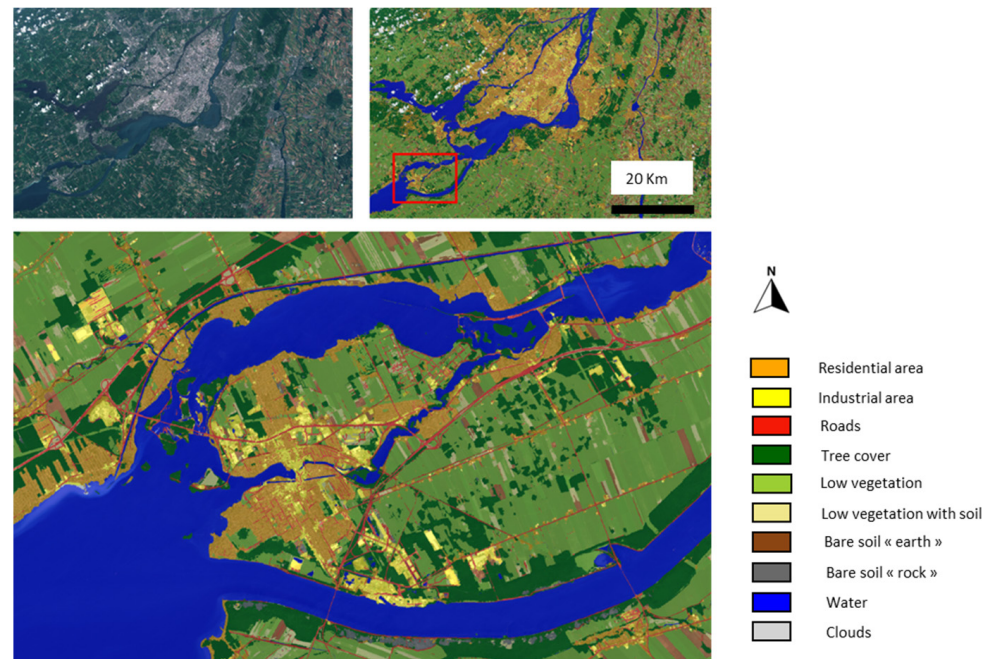 20 Km
N
Residential area
Industrial area
Roads
Tree cover
Low vegetation
Low vegetation with soil
Bare soil « earth »
Bare soil « rock »
Water
Clouds